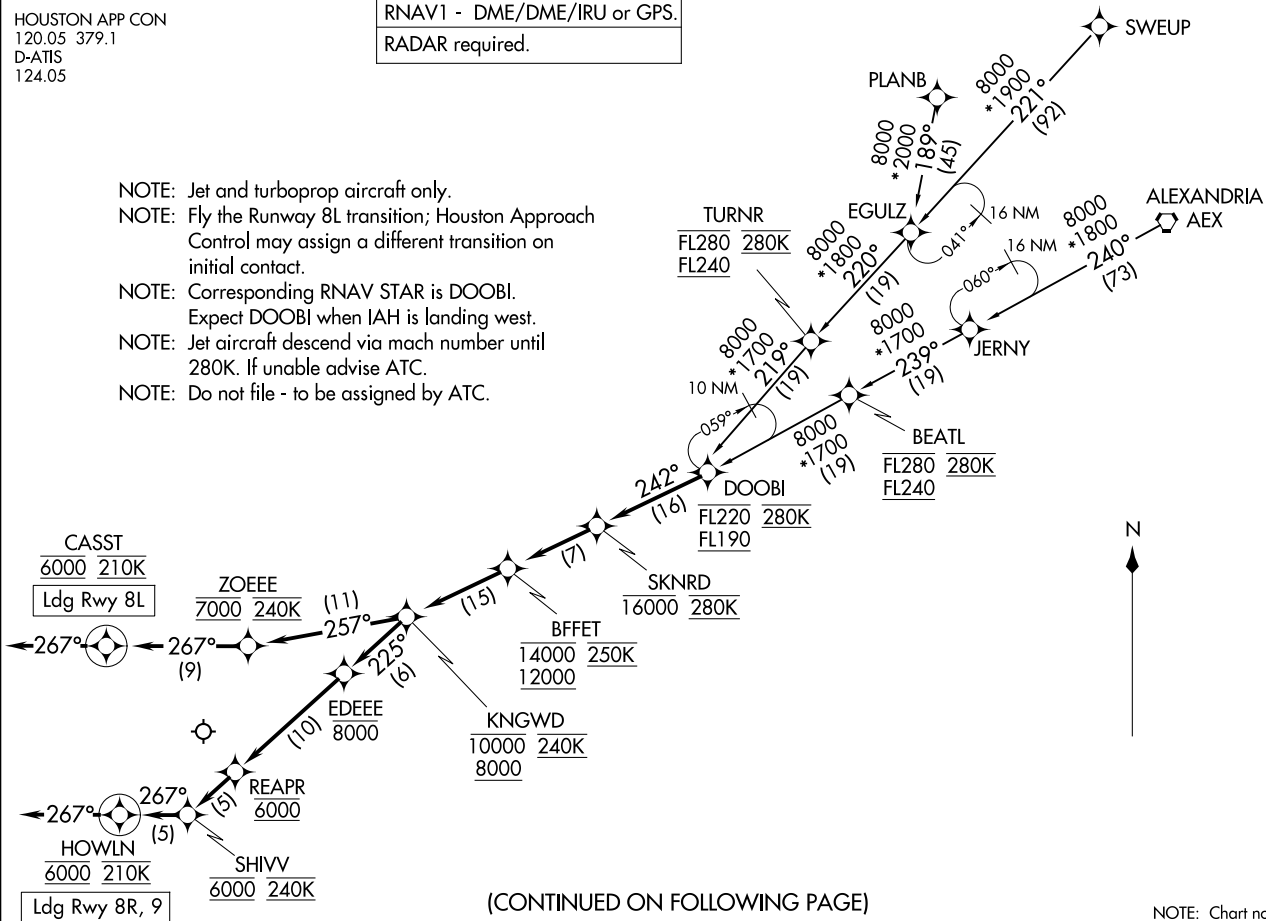 HOUSTON APP CON
120.05 379.1
D-ATIS
124.05
RNAV1 - DME/DME/IRU or GPS.
RADAR required.
NOTE: Jet and turboprop aircraft only.
NOTE: Fly the Runway 8L transition; Houston Approach
Control may assign a different transition on
initial contact.
NOTE: Corresponding RNAV STAR is DOOBI.
Expect DOOBI when IAH is landing west.
NOTE: Jet aircraft descend via mach number until
280K. If unable advise ATC.
NOTE: Do not file - to be assigned by ATC.
SWEUP
8000
*1900
221°
(92)
PLANB
8000
*2000
189°
(45)
EGULZ
041°
16 NM
ALEXANDRIA
AEX
8000
*1800
240°
(73)
16 NM
060°
JERNY
TURNR
FL280 280K
FL240
8000
*1800
220°
(19)
8000
*1700
239°
(19)
8000
*1700
219°
(19)
10 NM
059°
BEATL
FL280 280K
FL240
8000
*1700
(19)
DOOBI
FL220 280K
FL190
242°
(16)
SKNRD
16000 280K
(7)
BFFET
14000 250K
12000
(15)
KNGWD
10000 240K
8000
CASST
6000 210K
Ldg Rwy 8L
ZOEEE
7000 240K
(11)
257°
267°
267°
(9)
225°
(6)
EDEEE
8000
(10)
REAPR
6000
(5)
267°
267°
(5)
HOWLN
6000 210K
Ldg Rwy 8R, 9
SHIVV
6000 240K
N
(CONTINUED ON FOLLOWING PAGE)
NOTE: Chart no